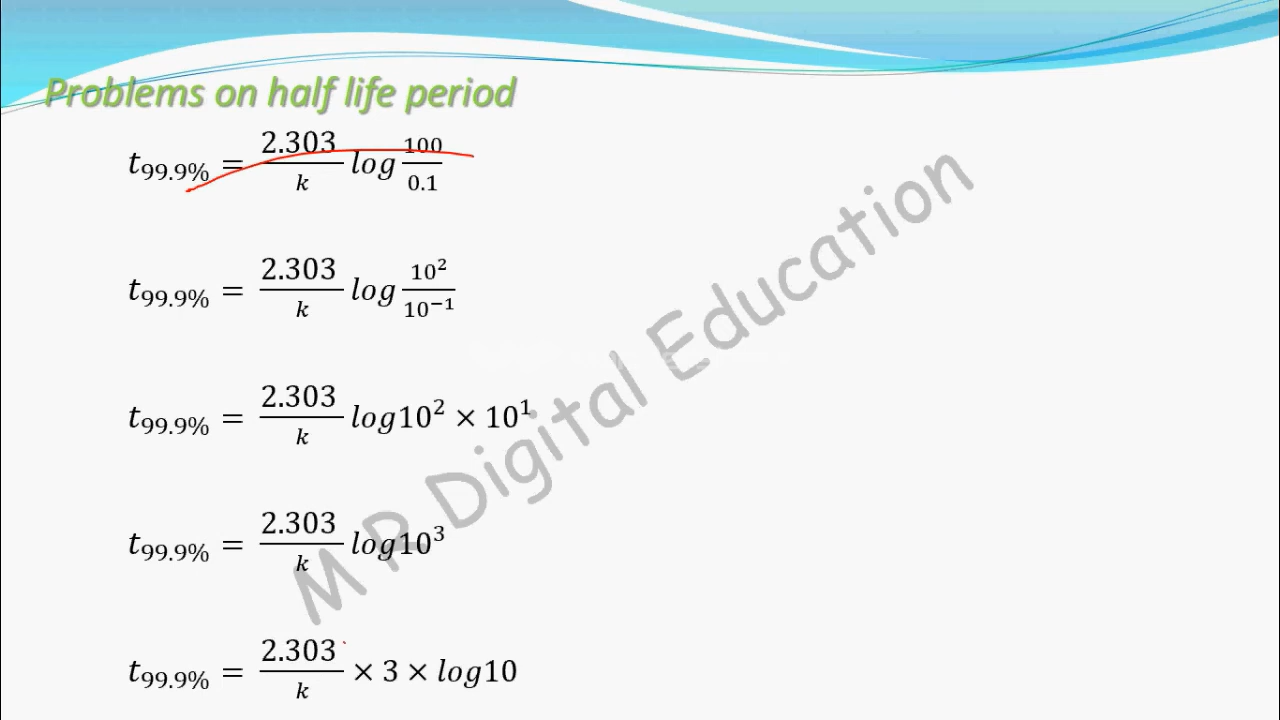 Problems on half life period
t99.9% = 2.303/k log 100/0.1
t99.9% = 2.303/k log 10²/10⁻¹
t99.9% = 2.303/k log10² × 10¹
t99.9% = 2.303/k log10³
t99.9% = 2.303/k × 3 × log10
M R Digital Education